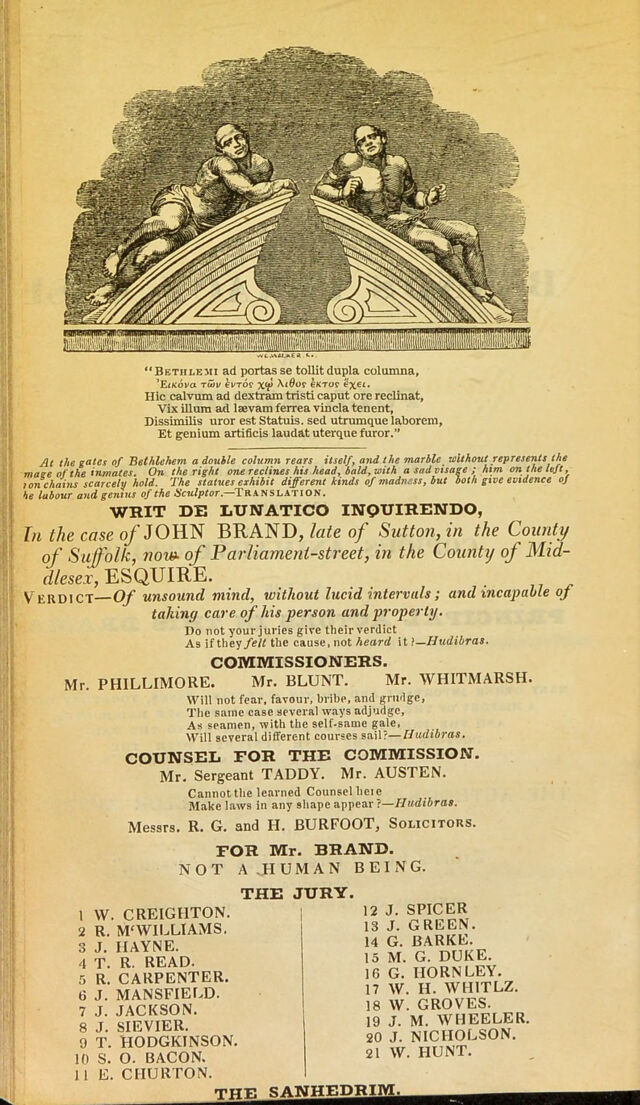 WC. WALKER. S.
"BETHLEMI ad portas se tollit dupla columna,
Ἐικόνα τῶν ἐντὸς χῳ λιθος ἐκτος ἐχει.
Hic calvum ad dextram tristi caput ore reclinat,
Vix illum ad lævam ferrea vincla tenent,
Dissimilis uror est Statuis. sed utrumque laborem,
Et genium artificis laudat uterque furor."
At the gates of Bethlehem a double column rears itself, and the marble without represents the
mage of the inmates. On the right one reclines his head, bald, with a sad visage; him on the left,
ron chains scarcely hold. The statues exhibit different kinds of madness, but both give evidence of
he labour and genius of the Sculptor.—TRANSLATION.
WRIT DE LUNATICO INQUIRENDO,
In the case of JOHN BRAND, late of Sutton, in the County
of Suffolk, now of Parliament-street, in the County of Mid-
dlesex, ESQUIRE.
VERDICT—Of unsound mind, without lucid intervals; and incapable of
taking care of his person and property.
Do not your juries give their verdict
As if they felt the cause, not heard it?—Hudibras.
COMMISSIONERS.
Mr. PHILLIMORE. Mr. BLUNT. Mr. WHITMARSH.
Will not fear, favour, bribe, and grudge,
The same case several ways adjudge,
As seamen, with the self-same gale,
Will several different courses sail?—Hudibras.
COUNSEL FOR THE COMMISSION.
Mr. Sergeant TADDY. Mr. AUSTEN.
Cannot the learned Counsel here
Make laws in any shape appear?—Hudibras.
Messrs. R. G. and H. BURFOOT, SOLICITORS.
FOR Mr. BRAND.
NOT A HUMAN BEING.
THE JURY.
1 W. CREIGHTON.
2 R. M'WILLIAMS.
3 J. HAYNE.
4 T. R. READ.
5 R. CARPENTER.
6 J. MANSFIELD.
7 J. JACKSON.
8 J. SIEVIER.
9 T. HODGKINSON.
10 S. O. BACON.
11 E. CHURTON.
12 J. SPICER
13 J. GREEN.
14 G. BARKE.
15 M. G. DUKE.
16 G. HORNLEY.
17 W. H. WHITLZ.
18 W. GROVES.
19 J. M. WHEELER.
20 J. NICHOLSON.
21 W. HUNT.
THE SANHEDRIM.